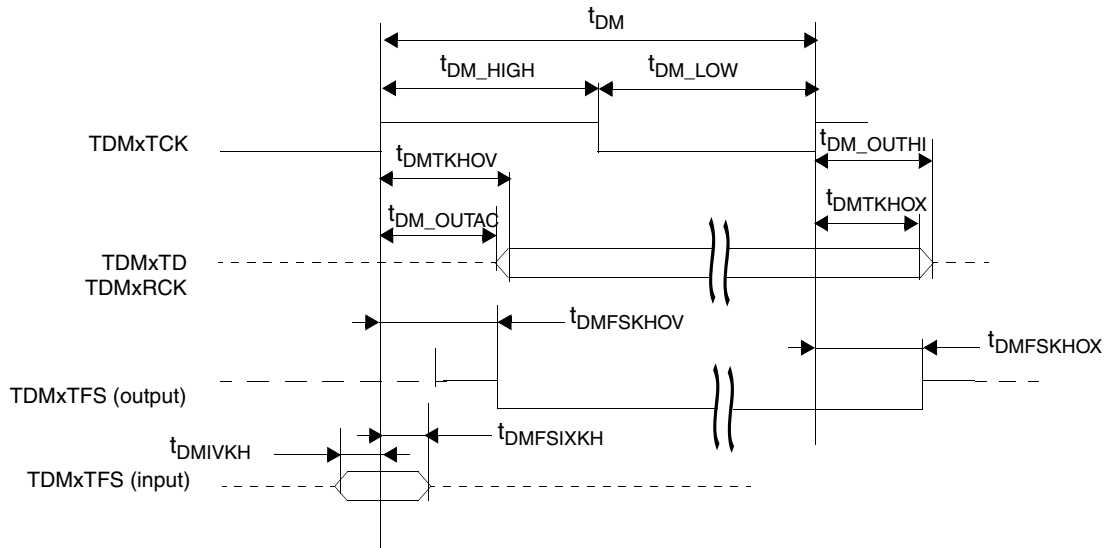 tDM
tDM_HIGH
tDM_LOW
TDMxTCK
tDM_OUTHI
tDMTKHOV
tDMTKHOX
tDM_OUTAC
TDMxTD
TDMxRCK
tDMFSKHOV
tDMFSKHOX
TDMxTFS (output)
tDMFSIXKH
tDMIVKH
TDMxTFS (input)